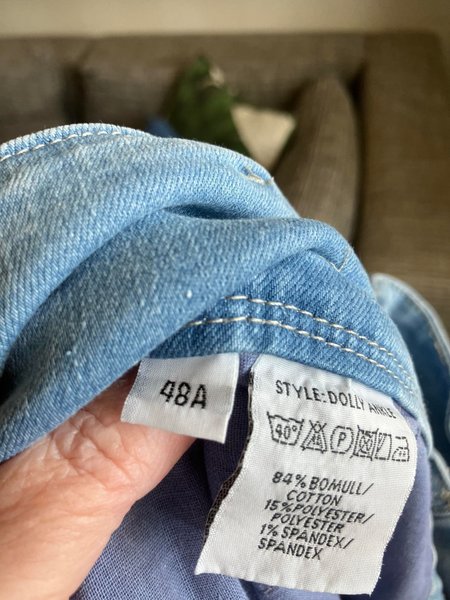 48A
STYLE:DOLLY ANKLE
40° P
84%BOMULL/
COTTON
15%POLYESTER/
POLYESTER
1%SPANDEX/
SPANDEX